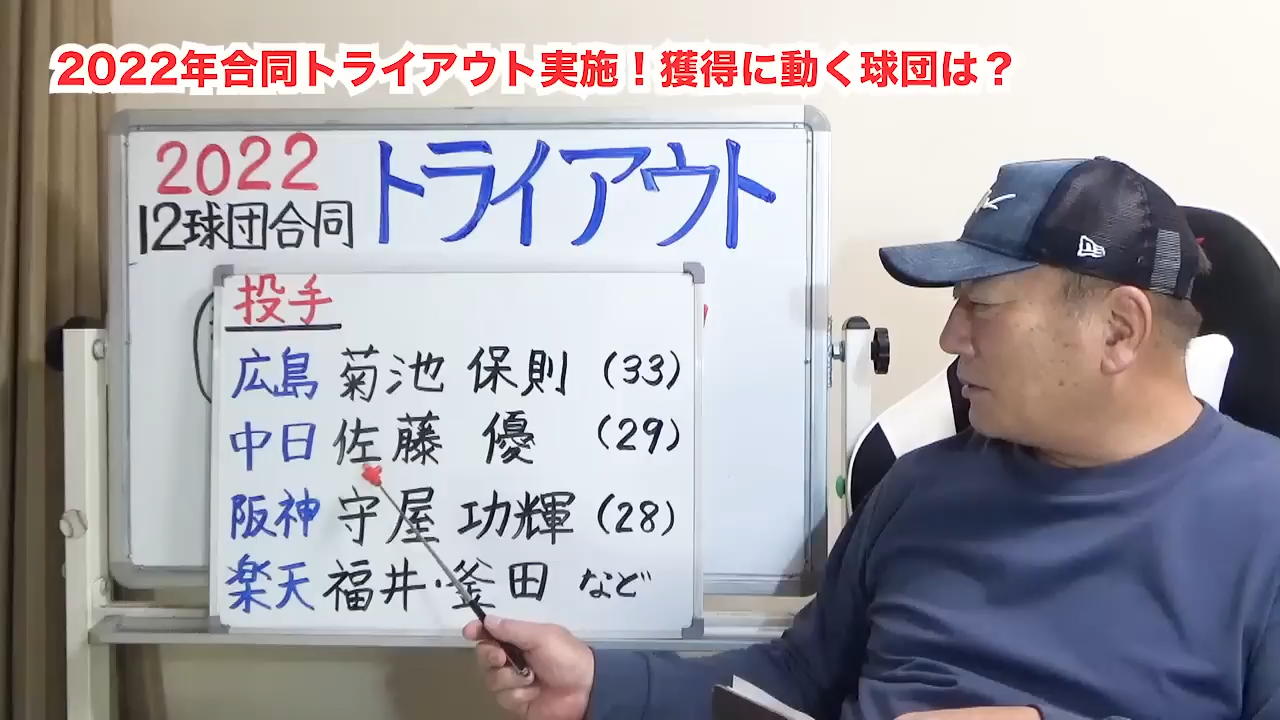 2022年合同トライアウト実施！獲得に動く球団は？
2022
12球団合同
トライアウト
投手
広島 菊池 保則 (33)
中日 佐藤 優 (29)
阪神 守屋 功輝 (28)
楽天 福井・釜田 など